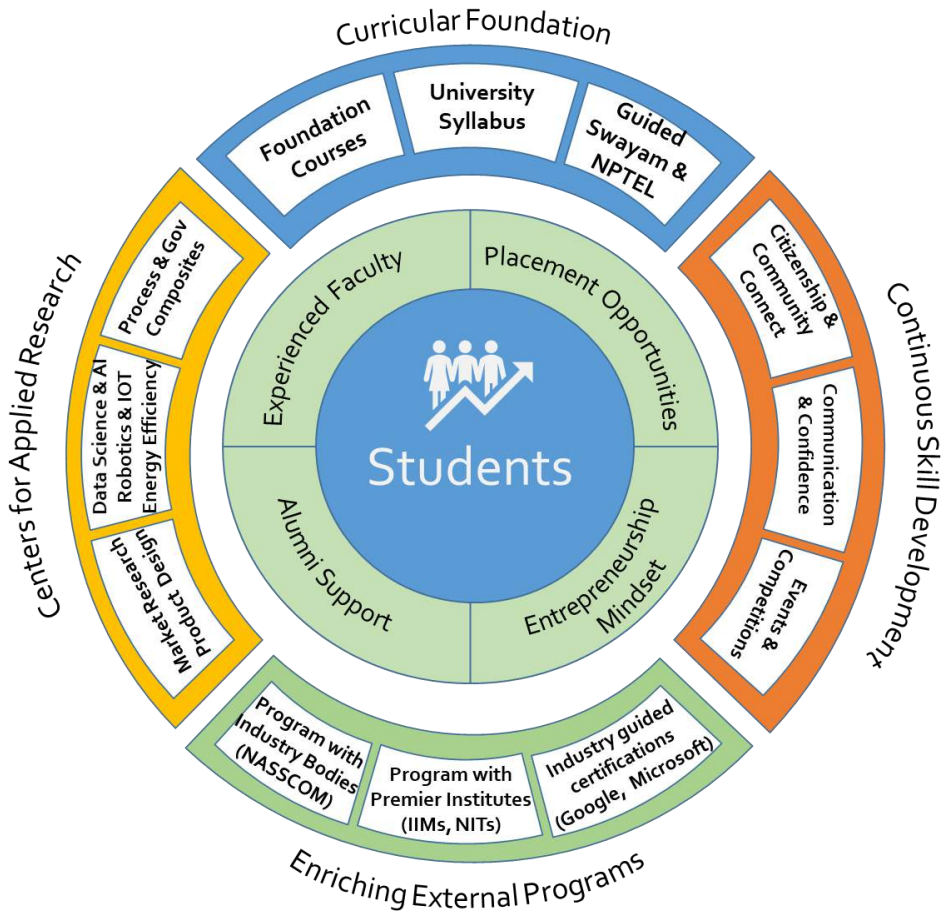 Curricular Foundation
Foundation
Courses
University
Syllabus
Guided
Swayam &
NPTEL
Continuous Skill Development
Citizenship &
Community
Connect
Communication
& Confidence
Events &
Competitions
Enriching External Programs
Program with
Industry Bodies
(NASSCOM)
Program with
Premier Institutes
(IIMs, NITs)
Industry guided
certifications
(Google, Microsoft)
Centers for Applied Research
Process & Gov
Composites
Data Science & AI
Robotics & IOT
Energy Efficiency
Market Research
Product Design
Experienced Faculty
Placement Opportunities
Alumni Support
Entrepreneurship
Mindset
Students